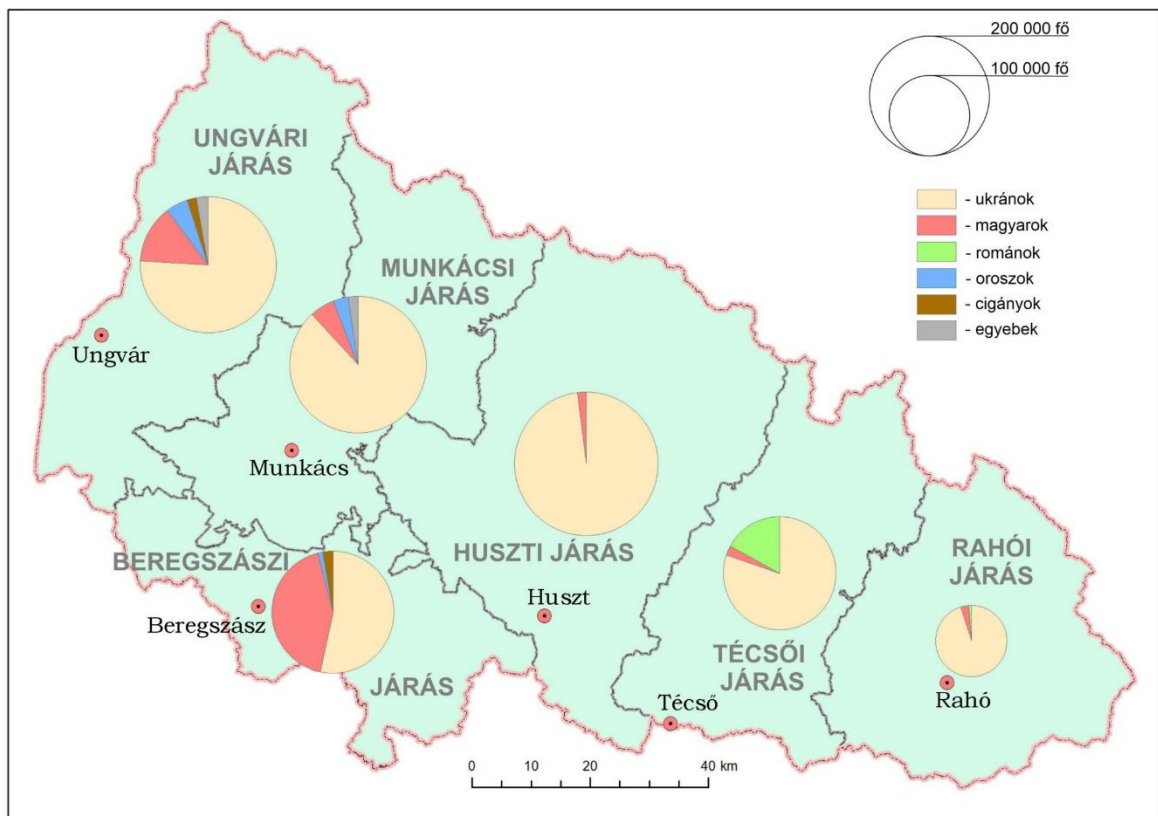 200 000 fő
100 000 fő
UNGVÁRI
JÁRÁS
- ukránok
- magyarok
- románok
- oroszok
- cigányok
- egyebek
MUNKÁCSI
JÁRÁS
Ungvár
Munkács
BEREGSZÁSZI
JÁRÁS
Beregszász
HUSZTI JÁRÁS
Huszt
TÉCSŐI
JÁRÁS
Técső
RAHÓI
JÁRÁS
Rahó
0 10 20 40 km